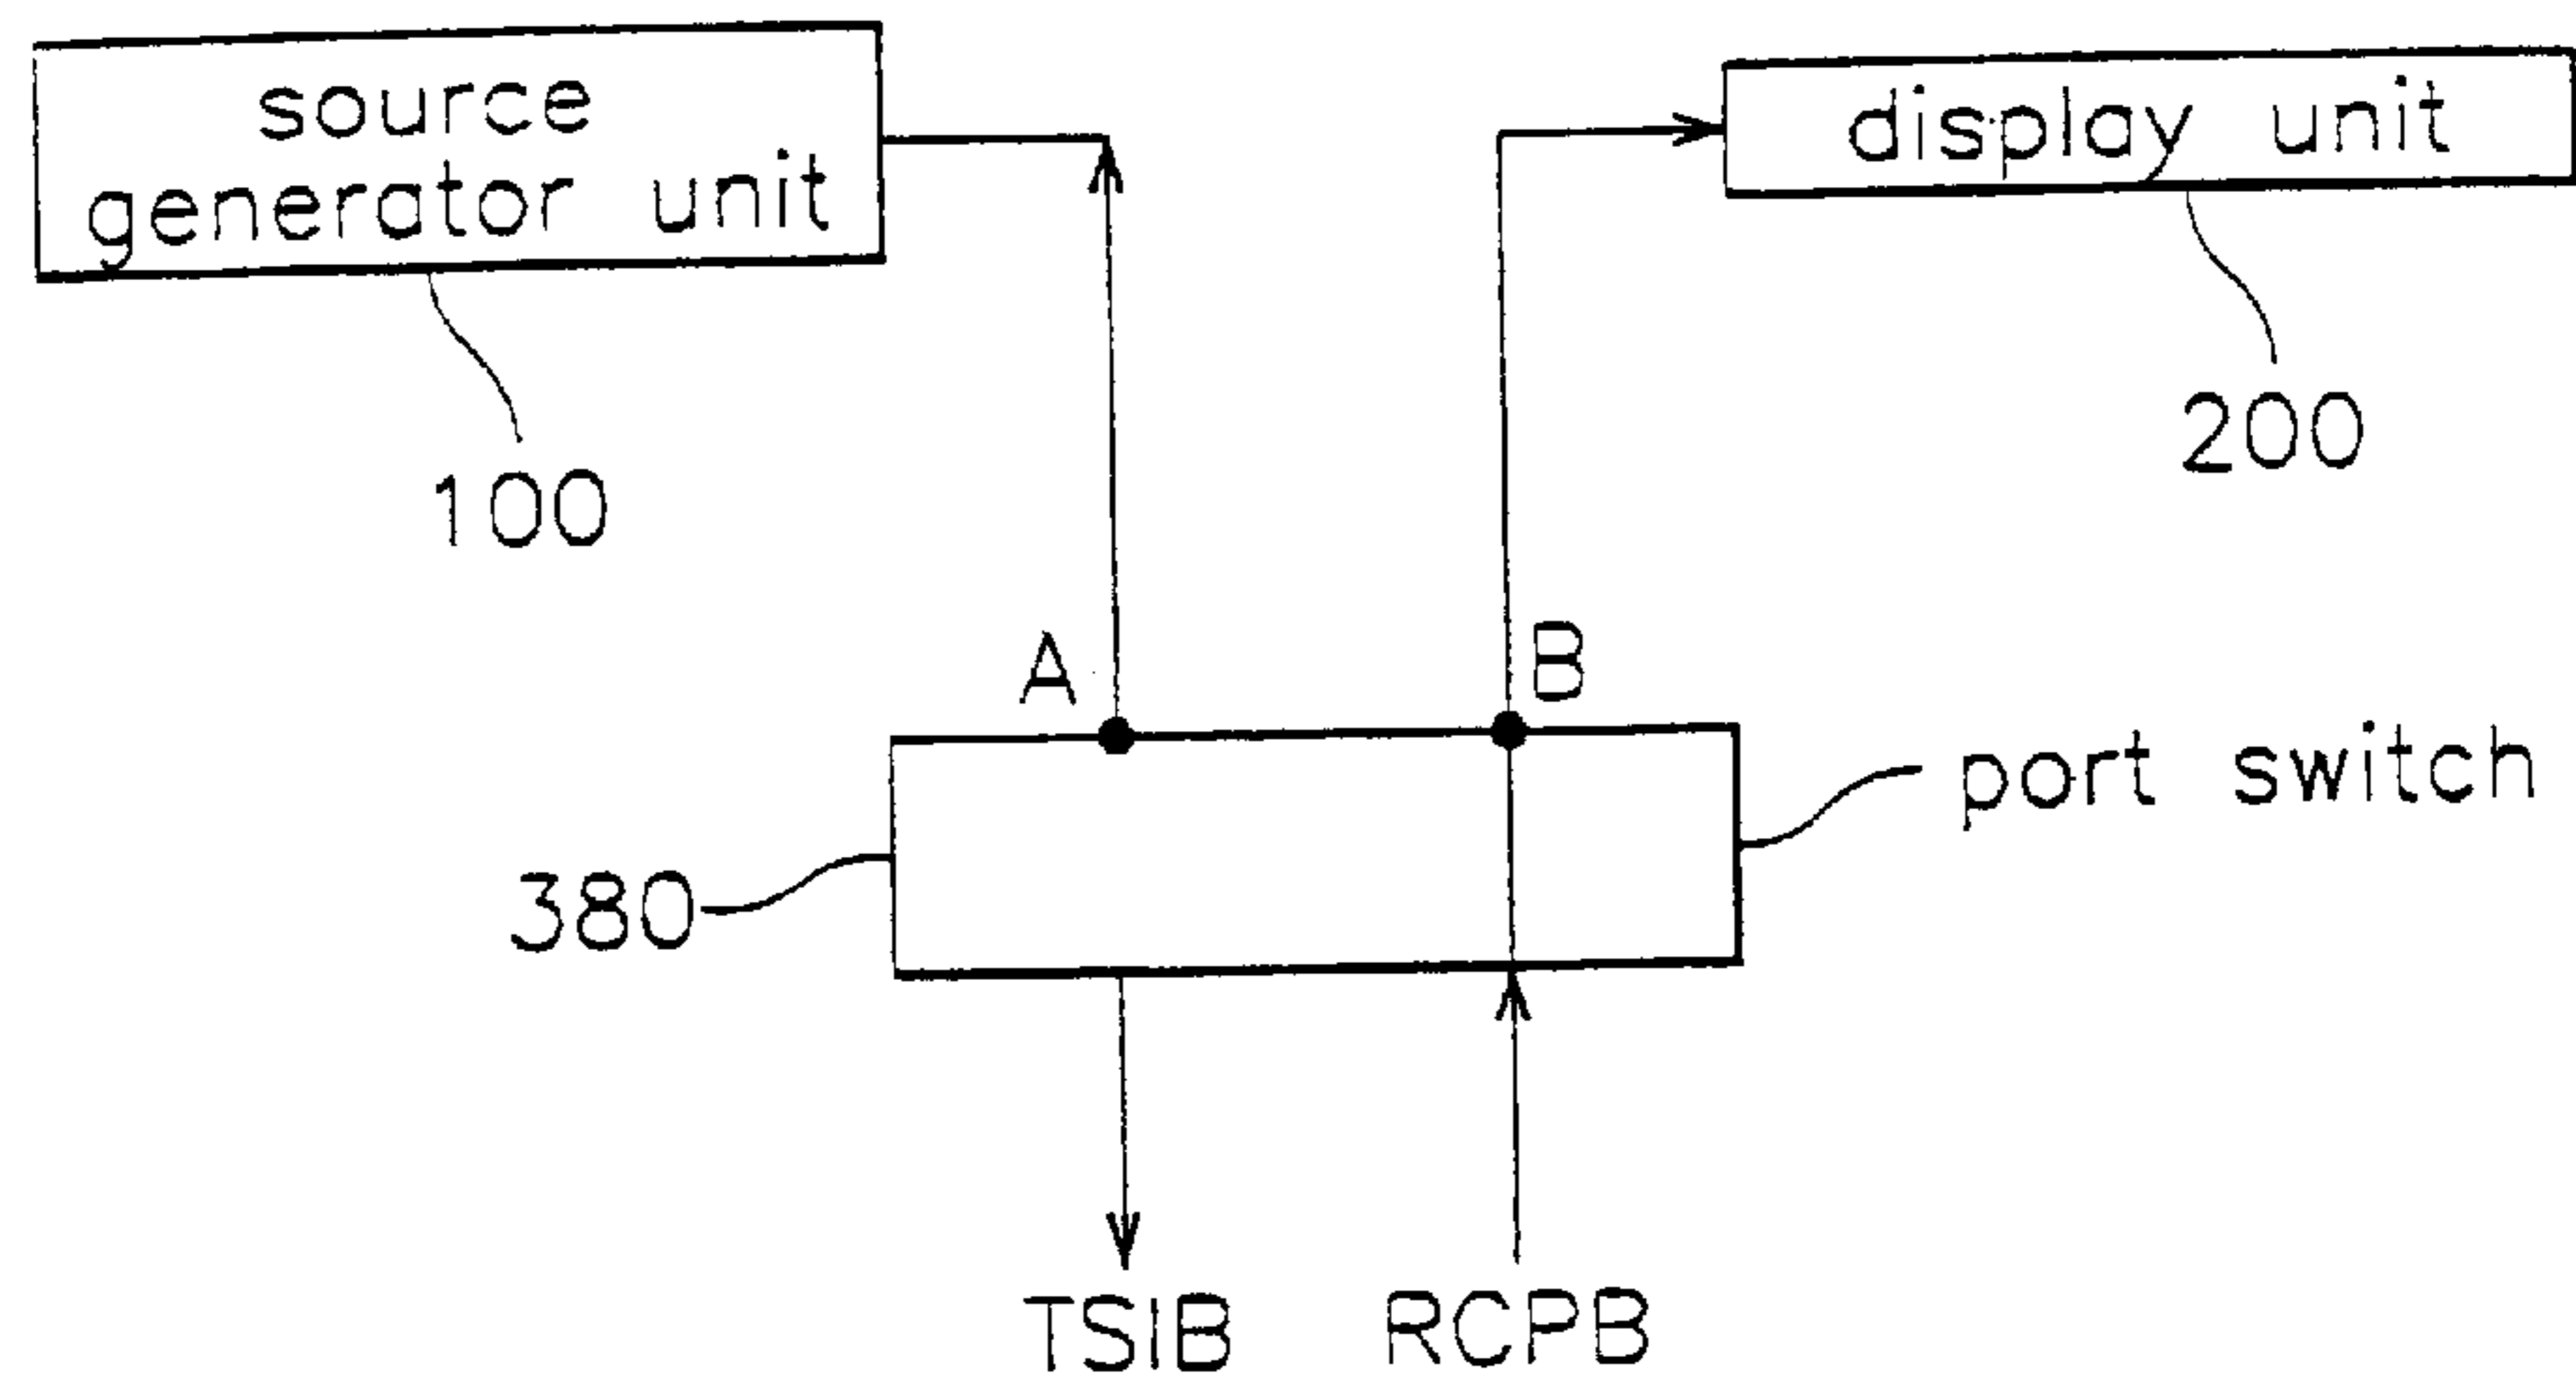 source
generator unit
display unit
100
200
A
B
port switch
380
TSIB
RCPB